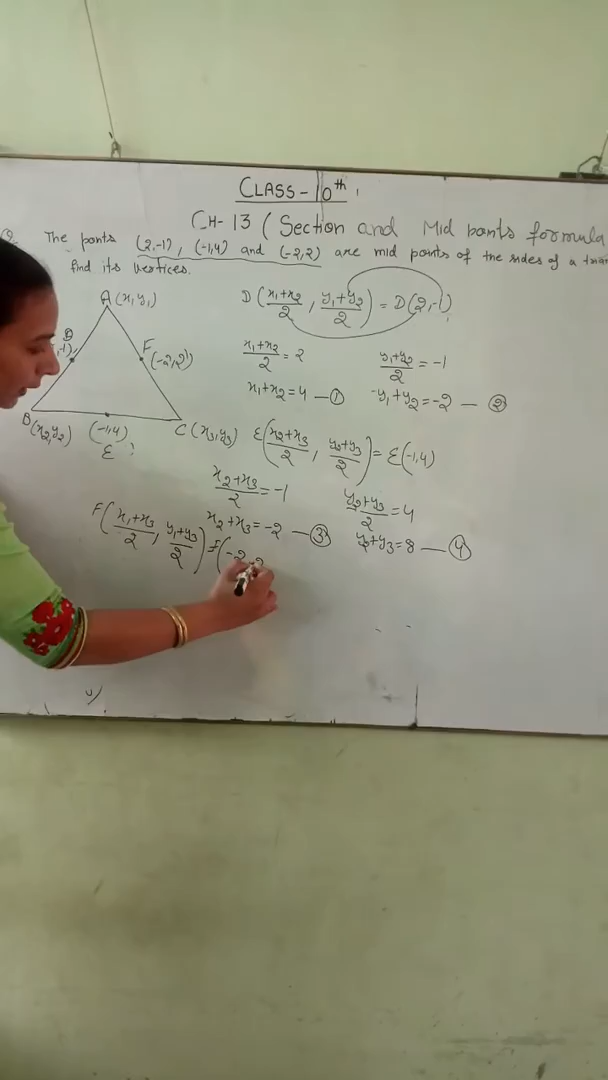 CLASS - 10th
CH- 13 ( Section and Mid points formula
Q. The points (2,-1), (-1,4) and (-2,2) are mid points of the sides of a
find its vertices.
A (x1, y1)
D
,-1)
F
(-2,2)
B (x2, y2)
(-1,4)
E
C (x3, y3)
D ( x1+x2/2 , y1+y2/2 ) = D (2,-1)
x1+x2/2 = 2
y1+y2/2 = -1
x1+x2 = 4 — ①
y1+y2 = -2 — ②
E ( x2+x3/2 , y2+y3/2 ) = E (-1,4)
x2+x3/2 = -1
y2+y3/2 = 4
x2+x3 = -2 — ③
y2+y3 = 8 — ④
F ( x1+x3/2 , y1+y3/2 ) = F ( -2, 2